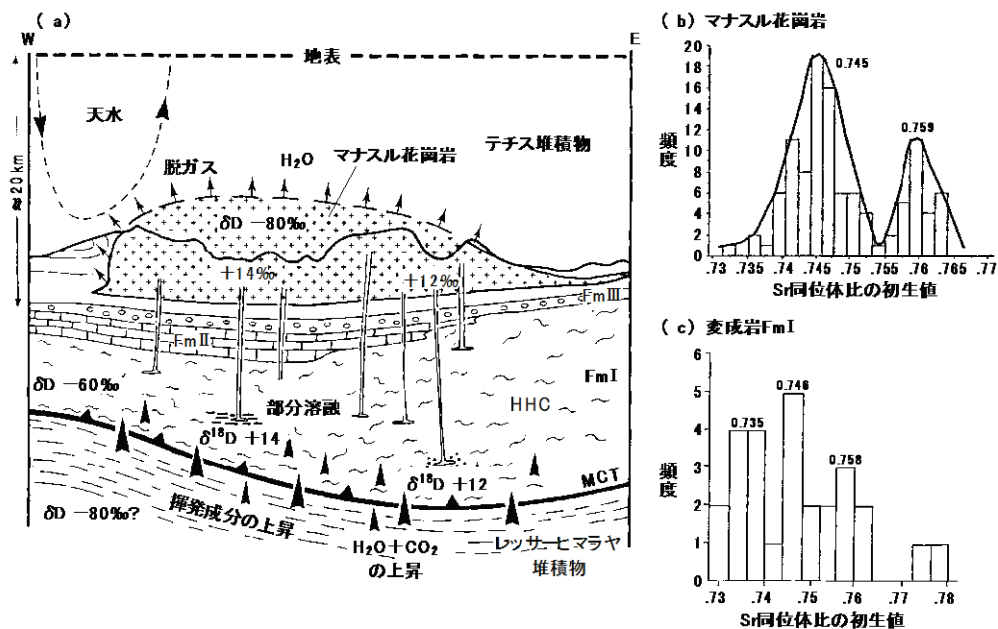 ( a)
W
E
地表
≈20km
天水
脱ガス
H₂O
マナスル花崗岩
テチス堆積物
δD −80‰
+14‰
+12‰
FmⅢ
FmⅡ
FmⅠ
δD −60‰
部分溶融
HHC
δ¹⁸D +14
δ¹⁸D +12
MCT
δD −80‰?
揮発成分の上昇
H₂O+CO₂
の上昇
レッサーヒマラヤ
堆積物
( b) マナスル花崗岩
頻度
20
18
16
14
12
10
8
6
4
2
0
0.745
0.759
.73 .735 .74 .745 .75 .755 .76 .765 .77
Sr同位体比の初生値
( c) 変成岩FmⅠ
頻度
6
5
4
3
2
1
0
0.735
0.746
0.758
.73 .74 .75 .76 .77 .78
Sr同位体比の初生値